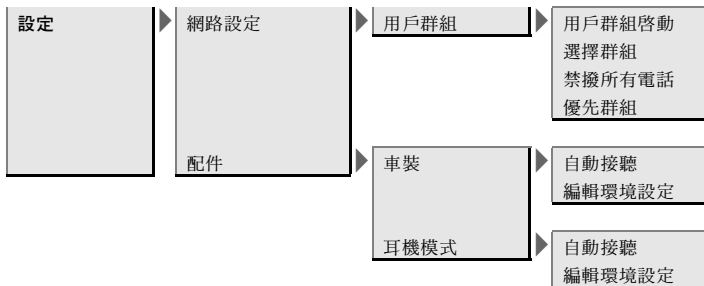 設定
網路設定
用戶群組
用戶群組啓動
選擇群組
禁撥所有電話
優先群組
配件
車裝
自動接聽
編輯環境設定
耳機模式
自動接聽
編輯環境設定